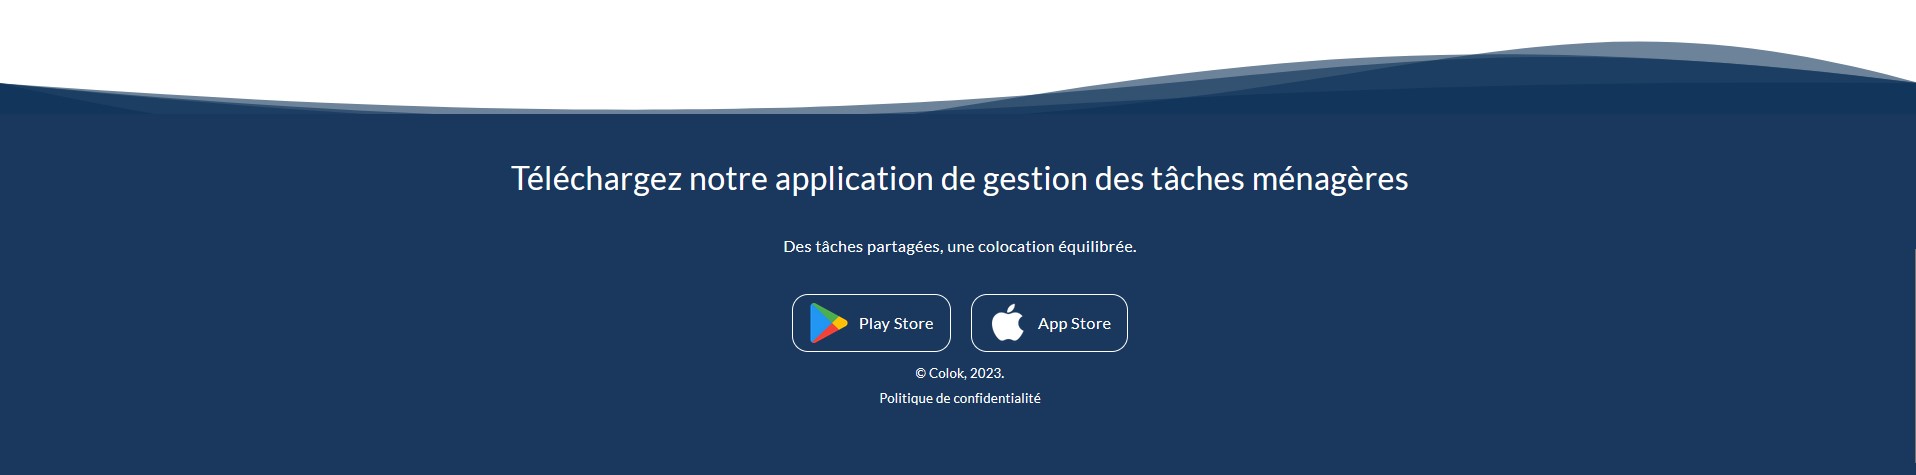 Téléchargez notre application de gestion des tâches ménagères
Des tâches partagées, une colocation équilibrée.
Play Store
App Store
© Colok, 2023.
Politique de confidentialité